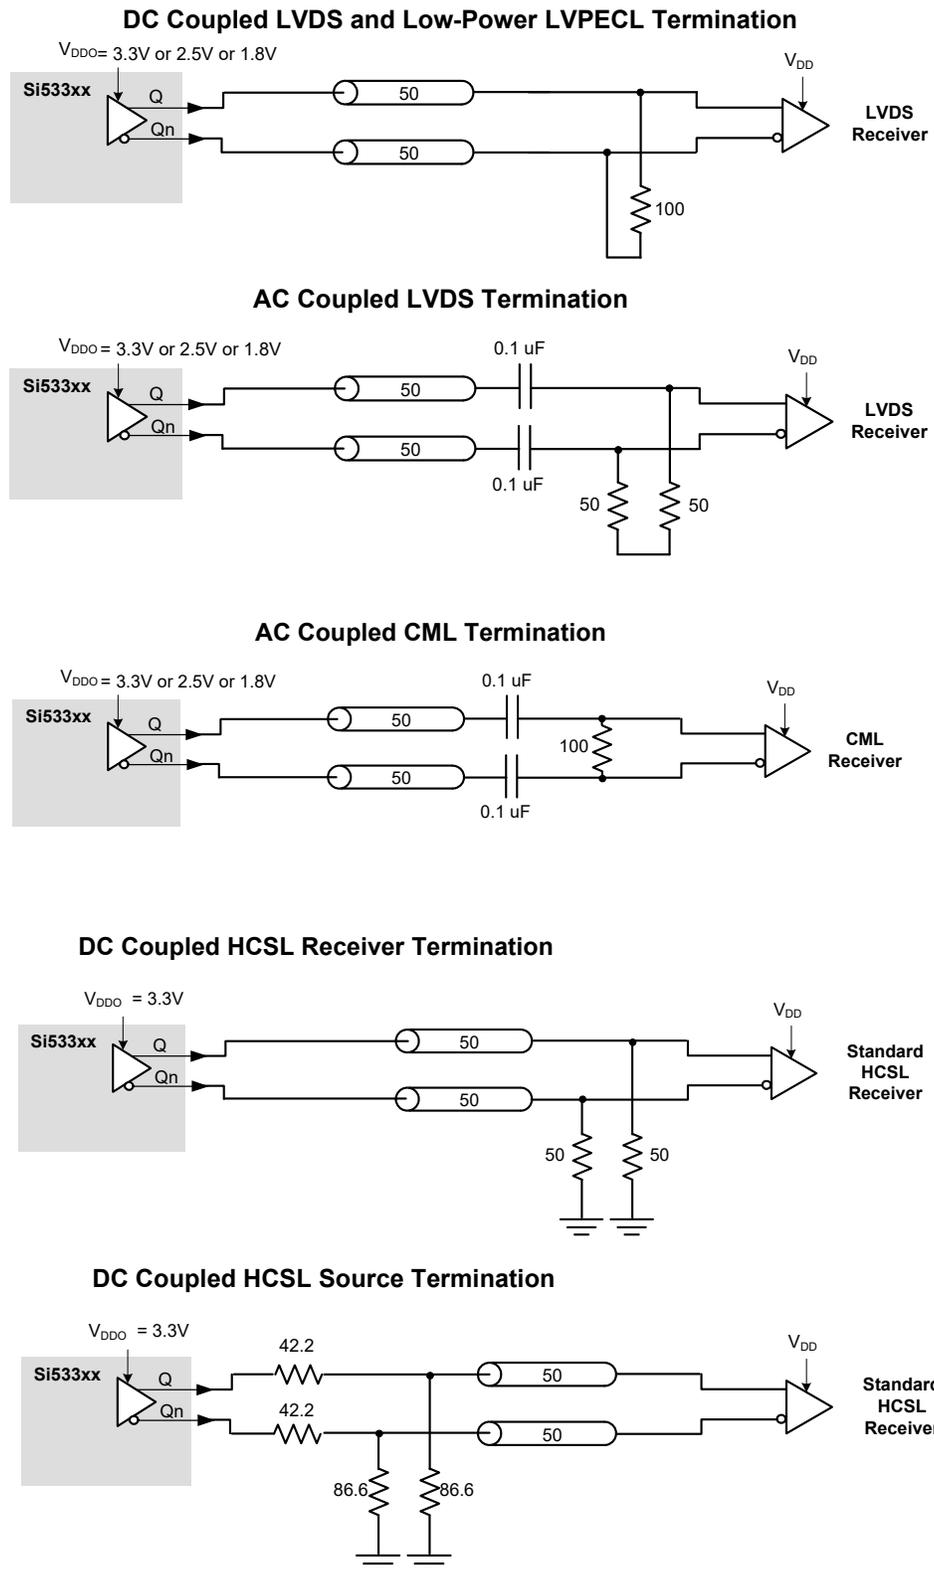 DC Coupled LVDS and Low-Power LVPECL Termination
VDDO= 3.3V or 2.5V or 1.8V
VDD
Si533xx
Q
50
LVDS
Receiver
Qn
50
100
AC Coupled LVDS Termination
VDDO = 3.3V or 2.5V or 1.8V
0.1 uF
VDD
Si533xx
Q
50
LVDS
Receiver
Qn
50
0.1 uF
50
50
AC Coupled CML Termination
VDDO = 3.3V or 2.5V or 1.8V
0.1 uF
VDD
Si533xx
Q
50
100
CML
Receiver
Qn
50
0.1 uF
DC Coupled HCSL Receiver Termination
VDDO = 3.3V
VDD
Si533xx
Q
50
Standard
HCSL
Receiver
Qn
50
50
50
DC Coupled HCSL Source Termination
VDDO = 3.3V
42.2
VDD
Si533xx
Q
50
Standard
HCSL
Receiver
Qn
42.2
50
86.6
86.6